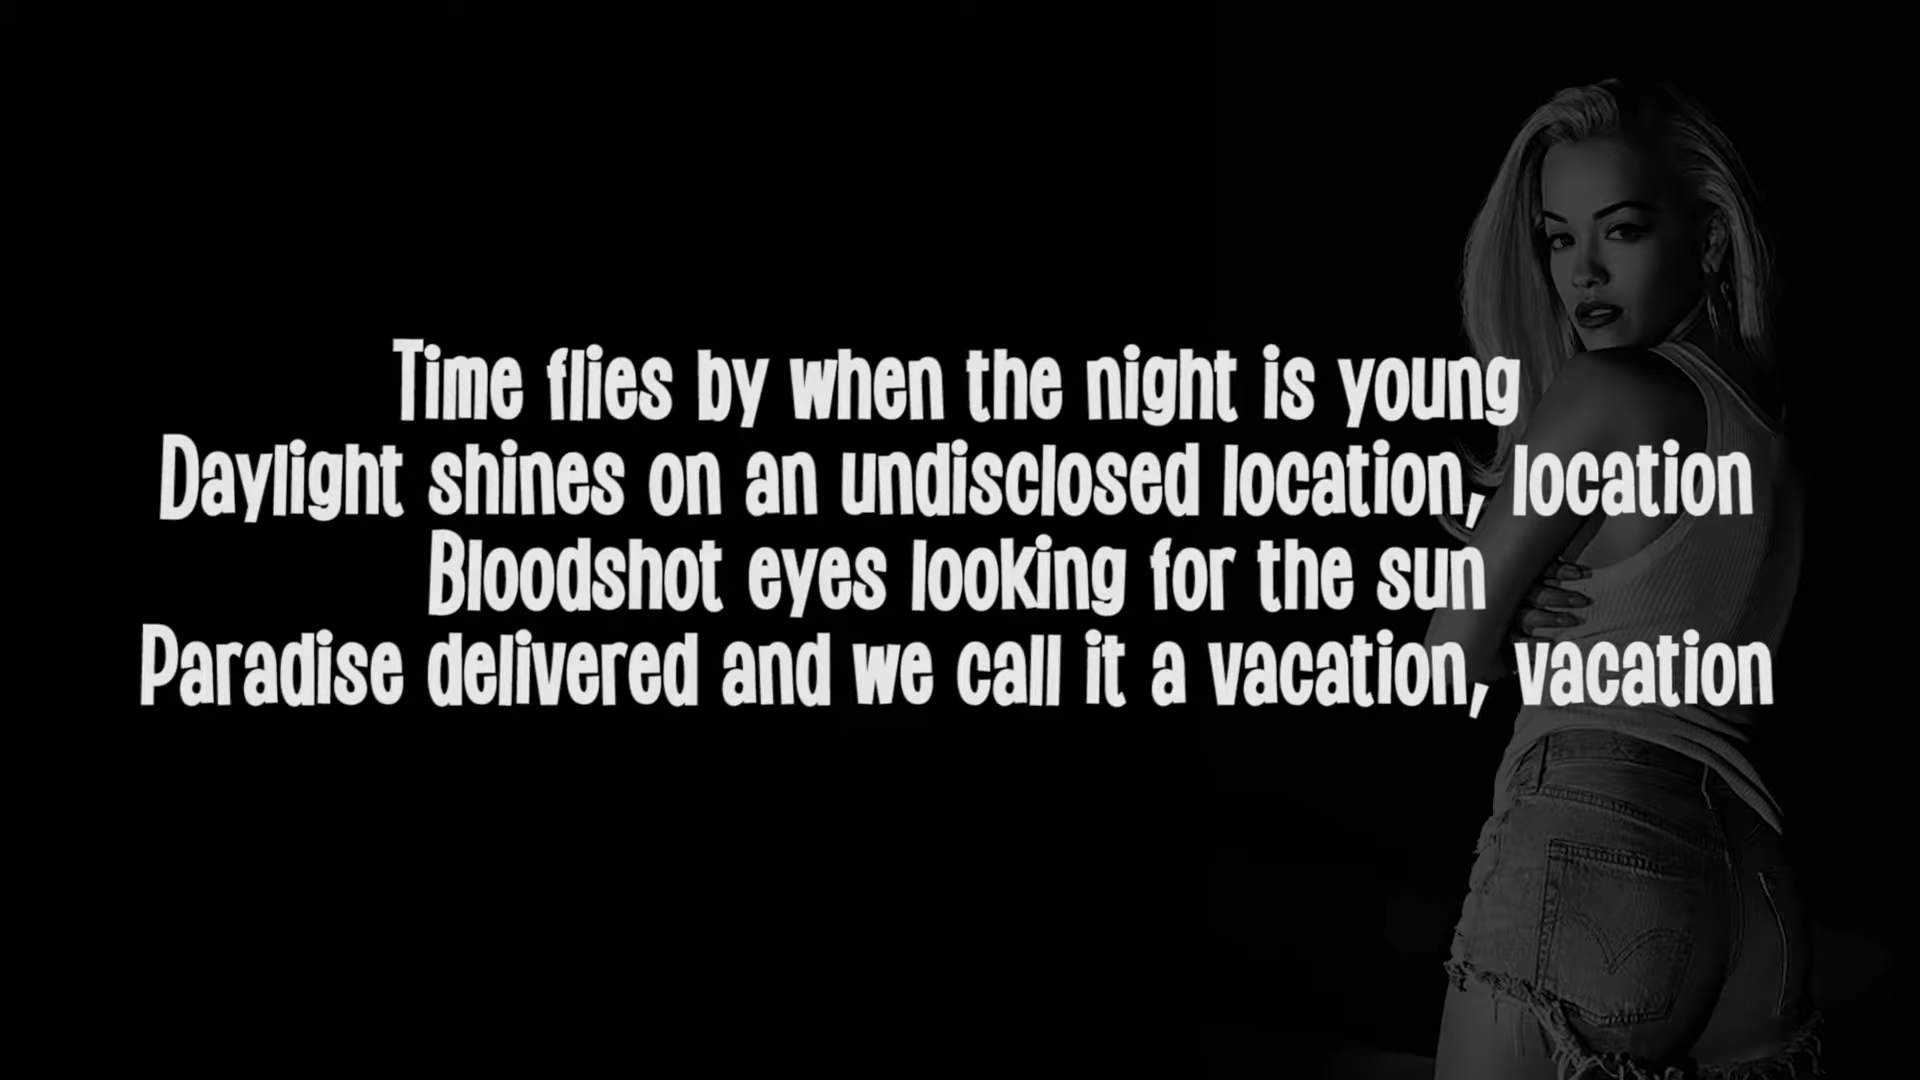 Time flies by when the night is young
Daylight shines on an undisclosed location, location
Bloodshot eyes looking for the sun
Paradise delivered and we call it a vacation, vacation